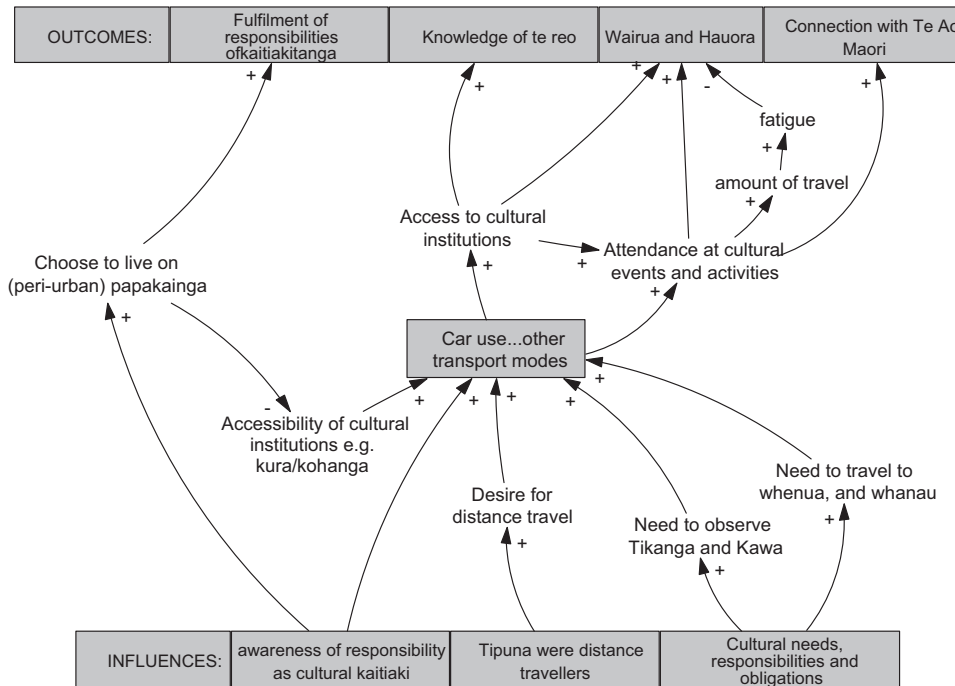 OUTCOMES:
Fulfilment of
responsibilities
ofkaitiakitanga
Knowledge of te reo
Wairua and Hauora
Connection with Te Ao
Maori
+
+
+
+
-
+
fatigue
+
+
amount of travel
+
Access to cultural
institutions
+
+
Attendance at cultural
events and activities
+
Choose to live on
(peri-urban) papakainga
+
Car use...other
transport modes
+
+
+
+
+
-
Accessibility of cultural
institutions e.g.
kura/kohanga
Desire for
distance travel
+
Need to observe
Tikanga and Kawa
+
Need to travel to
whenua, and whanau
+
INFLUENCES:
awareness of responsibility
as cultural kaitiaki
Tipuna were distance
travellers
Cultural needs,
responsibilities and
obligations